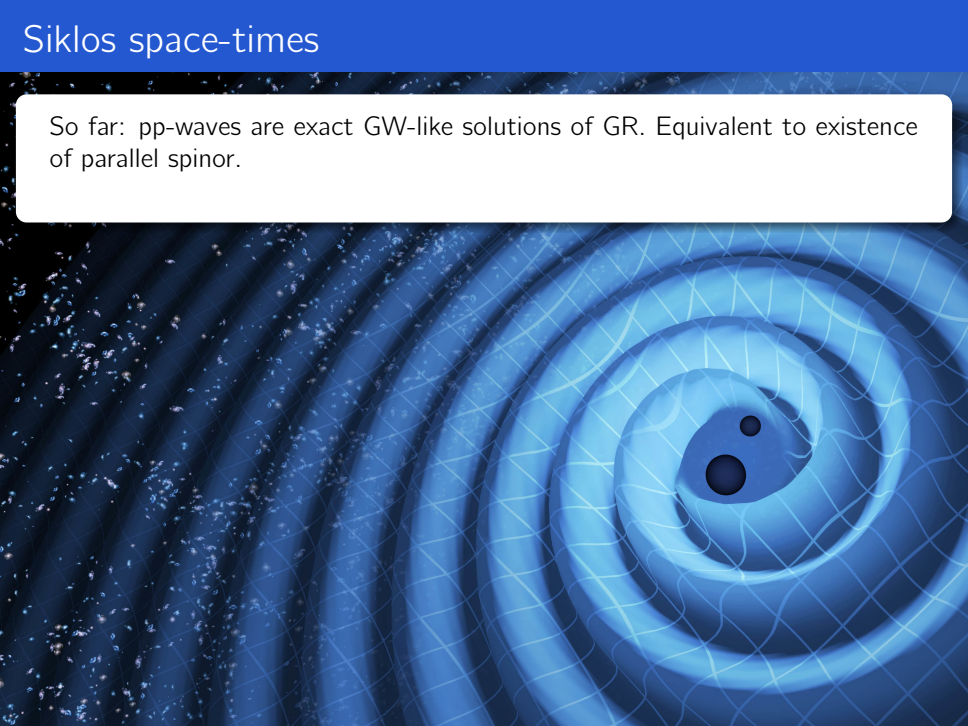 Siklos space-times
So far: pp-waves are exact GW-like solutions of GR. Equivalent to existence
of parallel spinor.